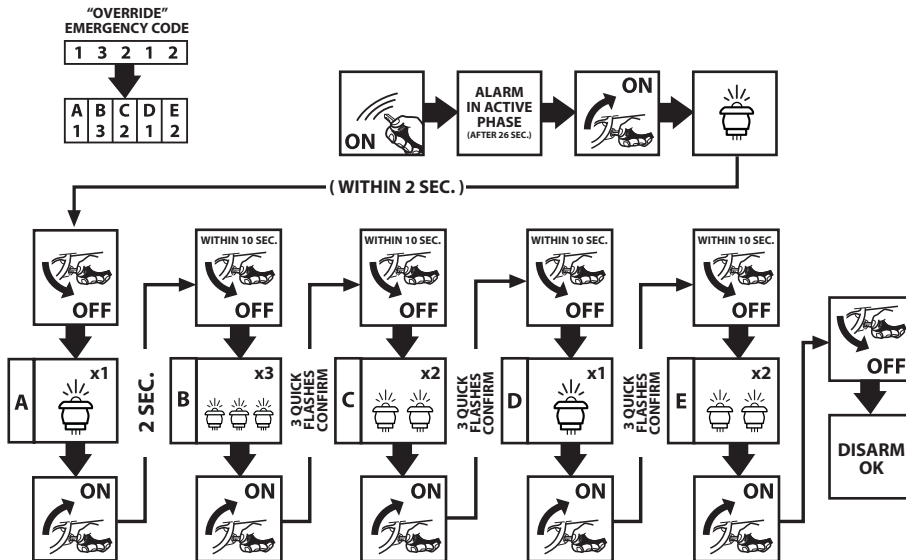 “OVERRIDE”
EMERGENCY CODE
1 3 2 1 2
A B C D E
1 3 2 1 2
ON
ALARM
IN ACTIVE
PHASE
(AFTER 26 SEC.)
ON
( WITHIN 2 SEC. )
OFF
A
x1
ON
2 SEC.
WITHIN 10 SEC.
OFF
B
x3
ON
3 QUICK
FLASHES
CONFIRM
WITHIN 10 SEC.
OFF
C
x2
ON
3 QUICK
FLASHES
CONFIRM
WITHIN 10 SEC.
OFF
D
x1
ON
3 QUICK
FLASHES
CONFIRM
WITHIN 10 SEC.
OFF
E
x2
ON
OFF
DISARM
OK